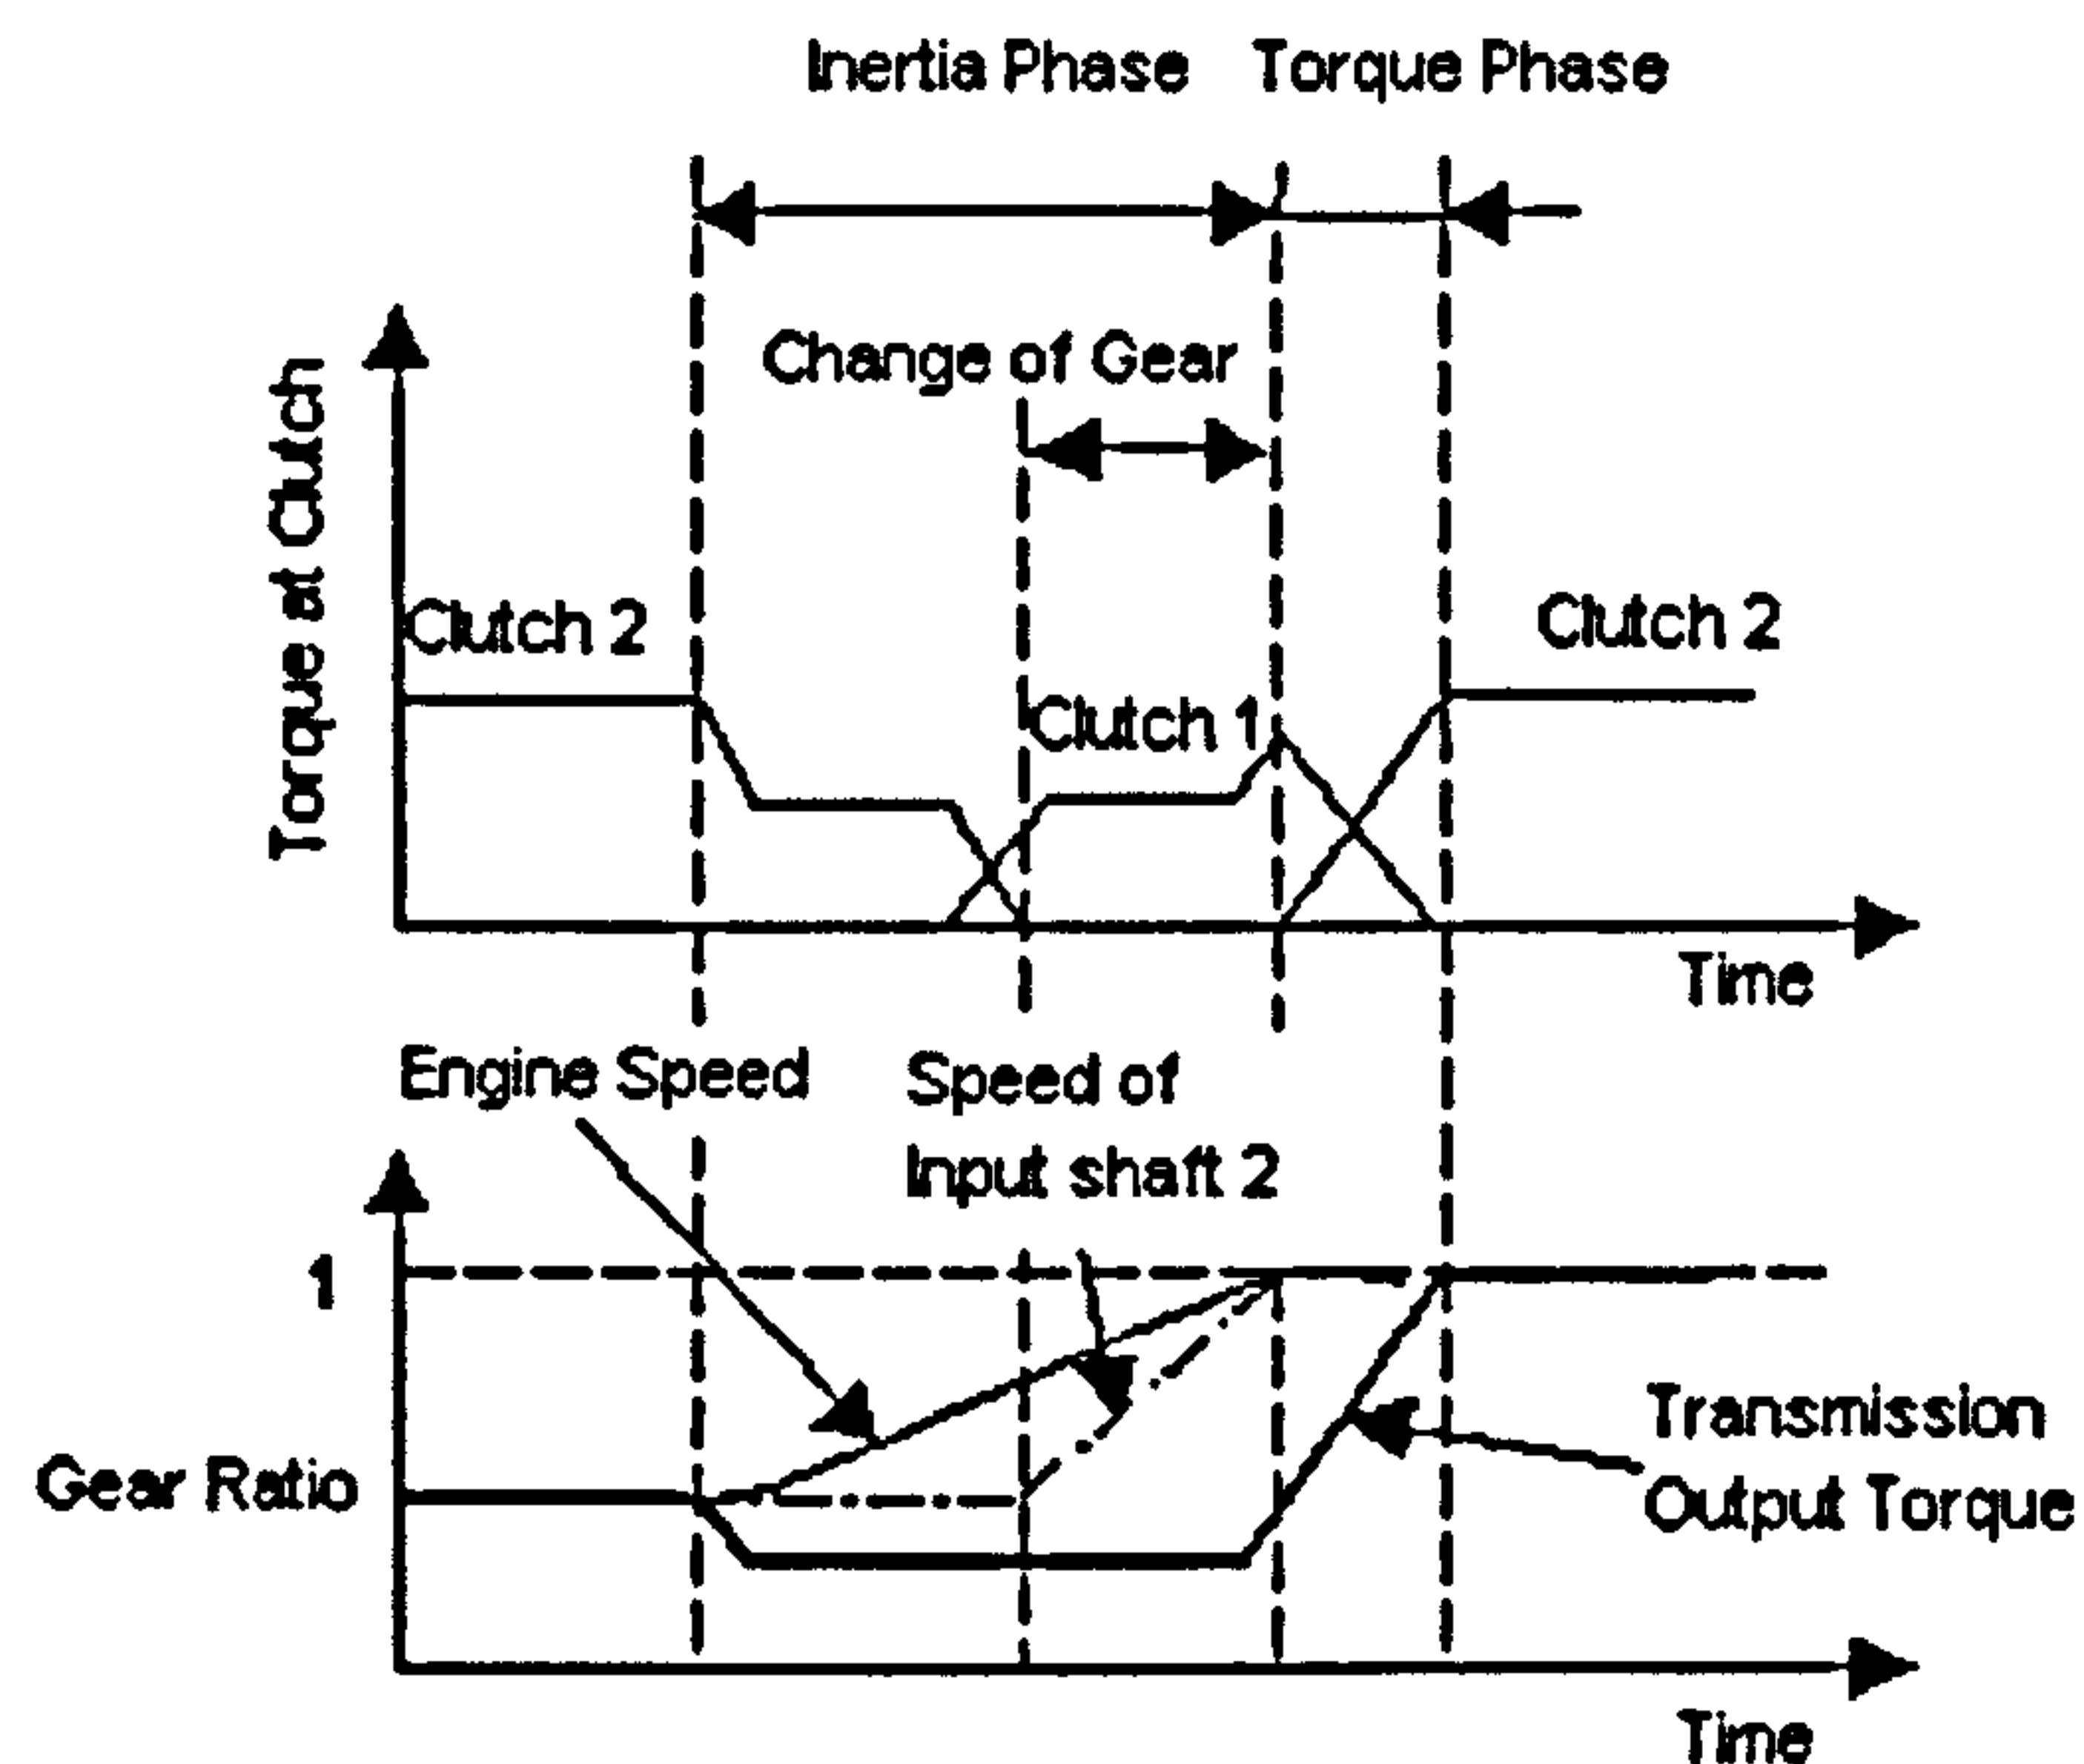 Inertia Phase Torque Phase
Change of Gear
Torque at Clutch
Clutch 2
Clutch 2
Clutch 1
Time
Engine Speed
Speed of
Input shaft 2
1
Transmission
Output Torque
Gear Ratio
Time